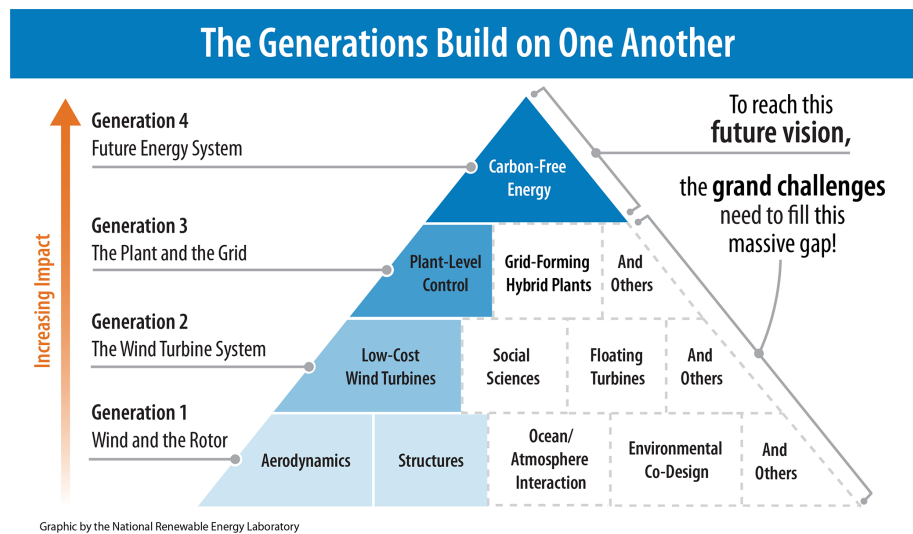 The Generations Build on One Another
Increasing Impact
Generation 4
Future Energy System
Generation 3
The Plant and the Grid
Generation 2
The Wind Turbine System
Generation 1
Wind and the Rotor
Carbon-Free
Energy
Plant-Level
Control
Grid-Forming
Hybrid Plants
And
Others
Low-Cost
Wind Turbines
Social
Sciences
Floating
Turbines
And
Others
Aerodynamics
Structures
Ocean/
Atmosphere
Interaction
Environmental
Co-Design
And
Others
To reach this
future vision,
the grand challenges
need to fill this
massive gap!
Graphic by the National Renewable Energy Laboratory